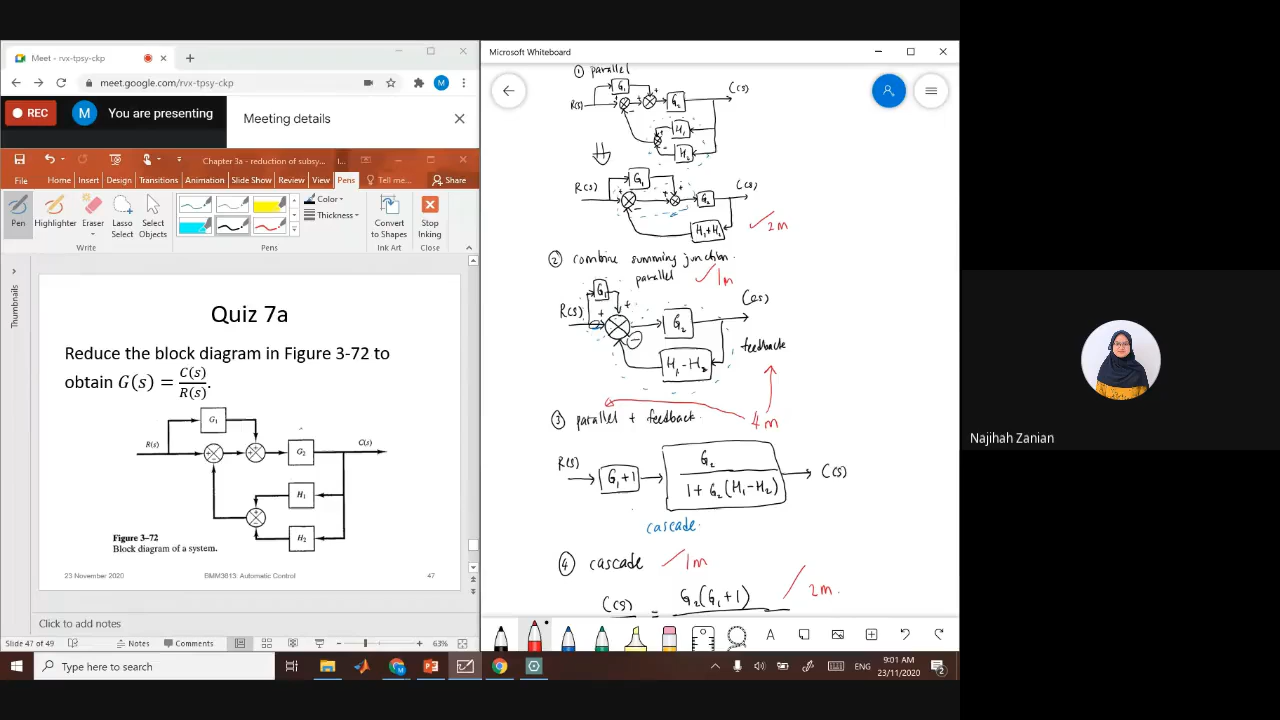 Meet - rvx-tpsy-ckp
meet.google.com/rvx-tpsy-ckp
REC
M
You are presenting
Meeting details
Chapter 3a - reduction of subsy...
File
Home
Insert
Design
Transitions
Animation
Slide Show
Review
View
Pens
Tell me...
Share
Pen
Highlighter
Eraser
Lasso Select
Select Objects
Color
Thickness
Convert to Shapes
Stop Inking
Write
Pens
Ink Art
Close
Thumbnails
Quiz 7a
Reduce the block diagram in Figure 3-72 to
obtain G(s) = C(s)/R(s).
G1
R(s)
G2
C(s)
H1
H2
Figure 3–72
Block diagram of a system.
23 November 2020
BMM3813: Automatic Control
47
Click to add notes
Slide 47 of 49
Notes
Comments
63%
Type here to search
Microsoft Whiteboard
① parallel
G1
R(s)
G2
C(s)
H1
H2
R(s)
G1
G2
C(s)
✓2m
② combine summing junction.
parallel ✓1m
G1
R(s)
G2
C(s)
H1-H2
feedback
③ parallel + feedback.
4m
R(s)
G1+1
G2
1+G2(H1-H2)
C(s)
cascade.
④ cascade ✓1m
C(s) = G2(G1+1)
2m.
ENG
9:01 AM
23/11/2020
2
Najihah Zanian